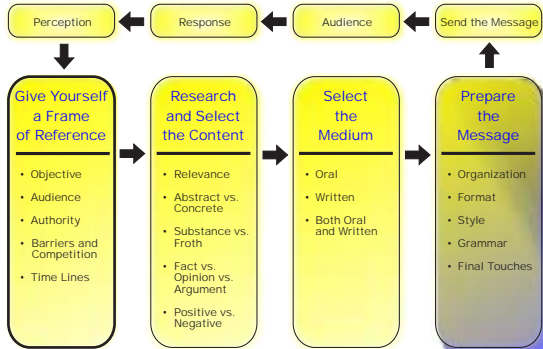 Perception
Response
Audience
Send the Message
Give Yourself
a Frame
of Reference
• Objective
• Audience
• Authority
• Barriers and
Competition
• Time Lines
Research
and Select
the Content
• Relevance
• Abstract vs.
Concrete
• Substance vs.
Froth
• Fact vs.
Opinion vs.
Argument
• Positive vs.
Negative
Select
the
Medium
• Oral
• Written
• Both Oral
and Written
Prepare
the
Message
• Organization
• Format
• Style
• Grammar
• Final Touches